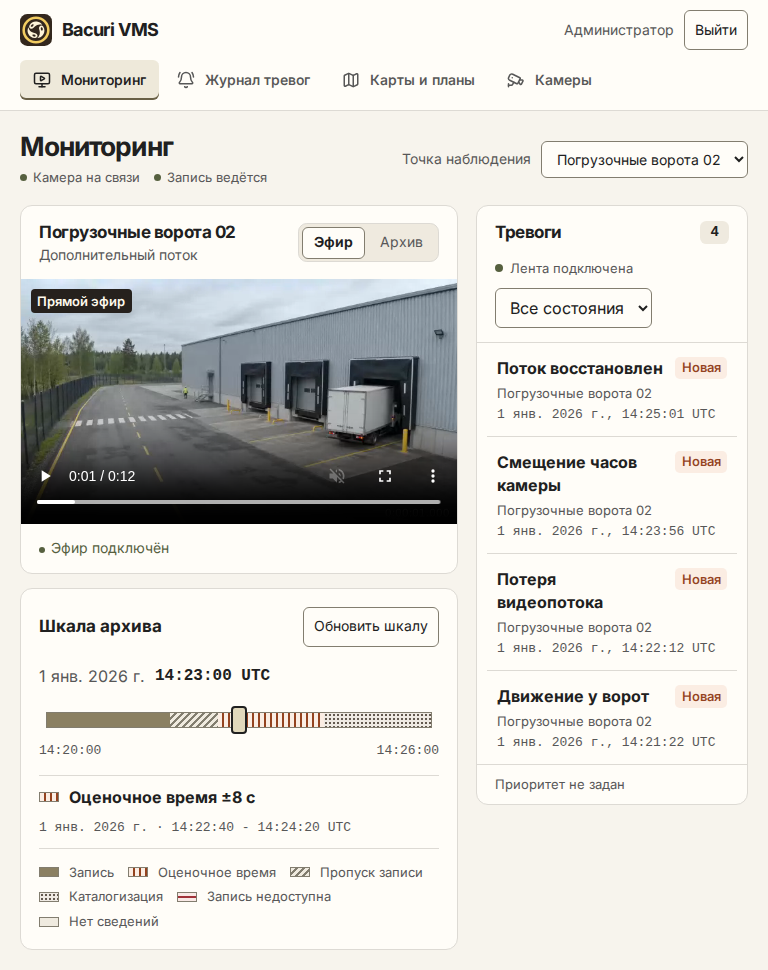 Bacuri VMS
Администратор
Выйти
Мониторинг
Журнал тревог
Карты и планы
Камеры
Мониторинг
Камера на связи
Запись ведётся
Точка наблюдения
Погрузочные ворота 02
Погрузочные ворота 02
Дополнительный поток
Эфир
Архив
Прямой эфир
0:01 / 0:12
Эфир подключён
Шкала архива
Обновить шкалу
1 янв. 2026 г. 14:23:00 UTC
14:20:00
14:26:00
Оценочное время ±8 с
1 янв. 2026 г. · 14:22:40 - 14:24:20 UTC
Запись
Оценочное время
Пропуск записи
Каталогизация
Запись недоступна
Нет сведений
Тревоги
4
Лента подключена
Все состояния
Поток восстановлен
Новая
Погрузочные ворота 02
1 янв. 2026 г., 14:25:01 UTC
Смещение часов
камеры
Новая
Погрузочные ворота 02
1 янв. 2026 г., 14:23:56 UTC
Потеря
видеопотока
Новая
Погрузочные ворота 02
1 янв. 2026 г., 14:22:12 UTC
Движение у ворот
Новая
Погрузочные ворота 02
1 янв. 2026 г., 14:21:22 UTC
Приоритет не задан